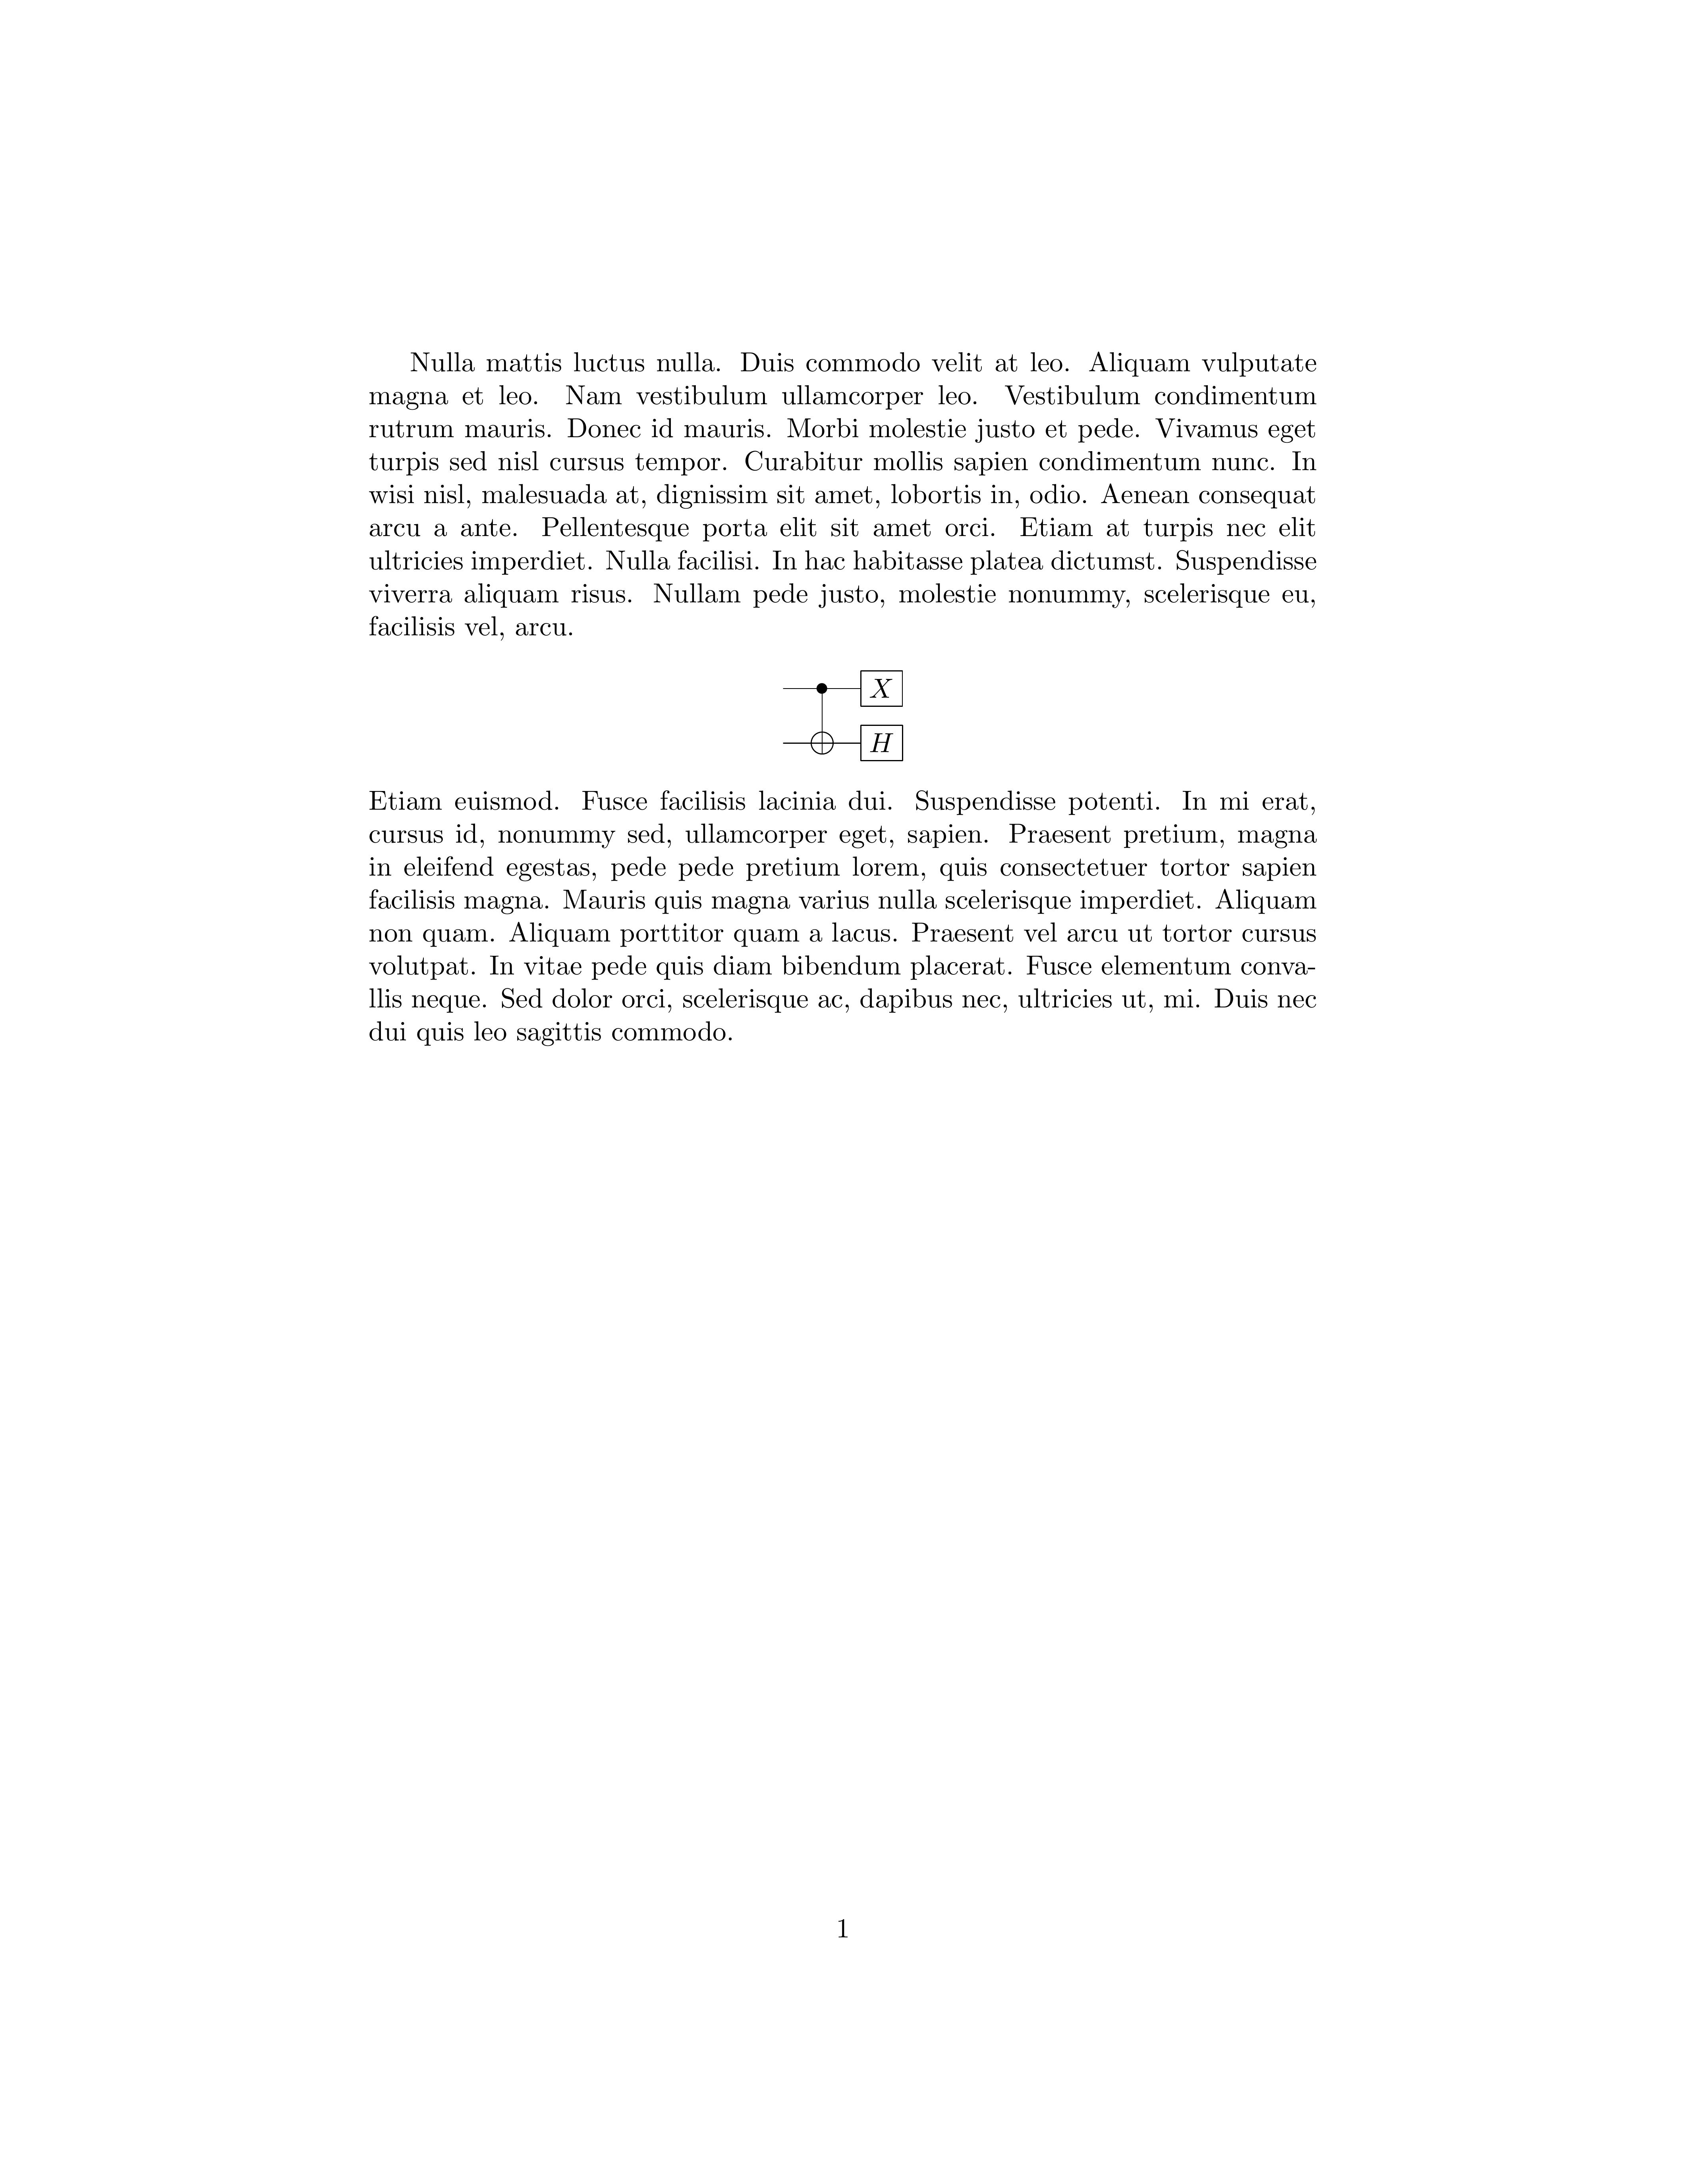 Nulla mattis luctus nulla. Duis commodo velit at leo. Aliquam vulputate
magna et leo. Nam vestibulum ullamcorper leo. Vestibulum condimentum
rutrum mauris. Donec id mauris. Morbi molestie justo et pede. Vivamus eget
turpis sed nisl cursus tempor. Curabitur mollis sapien condimentum nunc. In
wisi nisl, malesuada at, dignissim sit amet, lobortis in, odio. Aenean consequat
arcu a ante. Pellentesque porta elit sit amet orci. Etiam at turpis nec elit
ultricies imperdiet. Nulla facilisi. In hac habitasse platea dictumst. Suspendisse
viverra aliquam risus. Nullam pede justo, molestie nonummy, scelerisque eu,
facilisis vel, arcu.
X
H
Etiam euismod. Fusce facilisis lacinia dui. Suspendisse potenti. In mi erat,
cursus id, nonummy sed, ullamcorper eget, sapien. Praesent pretium, magna
in eleifend egestas, pede pede pretium lorem, quis consectetuer tortor sapien
facilisis magna. Mauris quis magna varius nulla scelerisque imperdiet. Aliquam
non quam. Aliquam porttitor quam a lacus. Praesent vel arcu ut tortor cursus
volutpat. In vitae pede quis diam bibendum placerat. Fusce elementum conva-
llis neque. Sed dolor orci, scelerisque ac, dapibus nec, ultricies ut, mi. Duis nec
dui quis leo sagittis commodo.
1